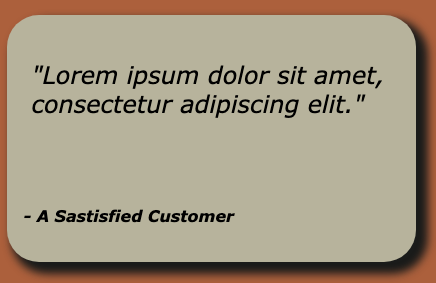 "Lorem ipsum dolor sit amet,
consectetur adipiscing elit."
- A Sastisfied Customer